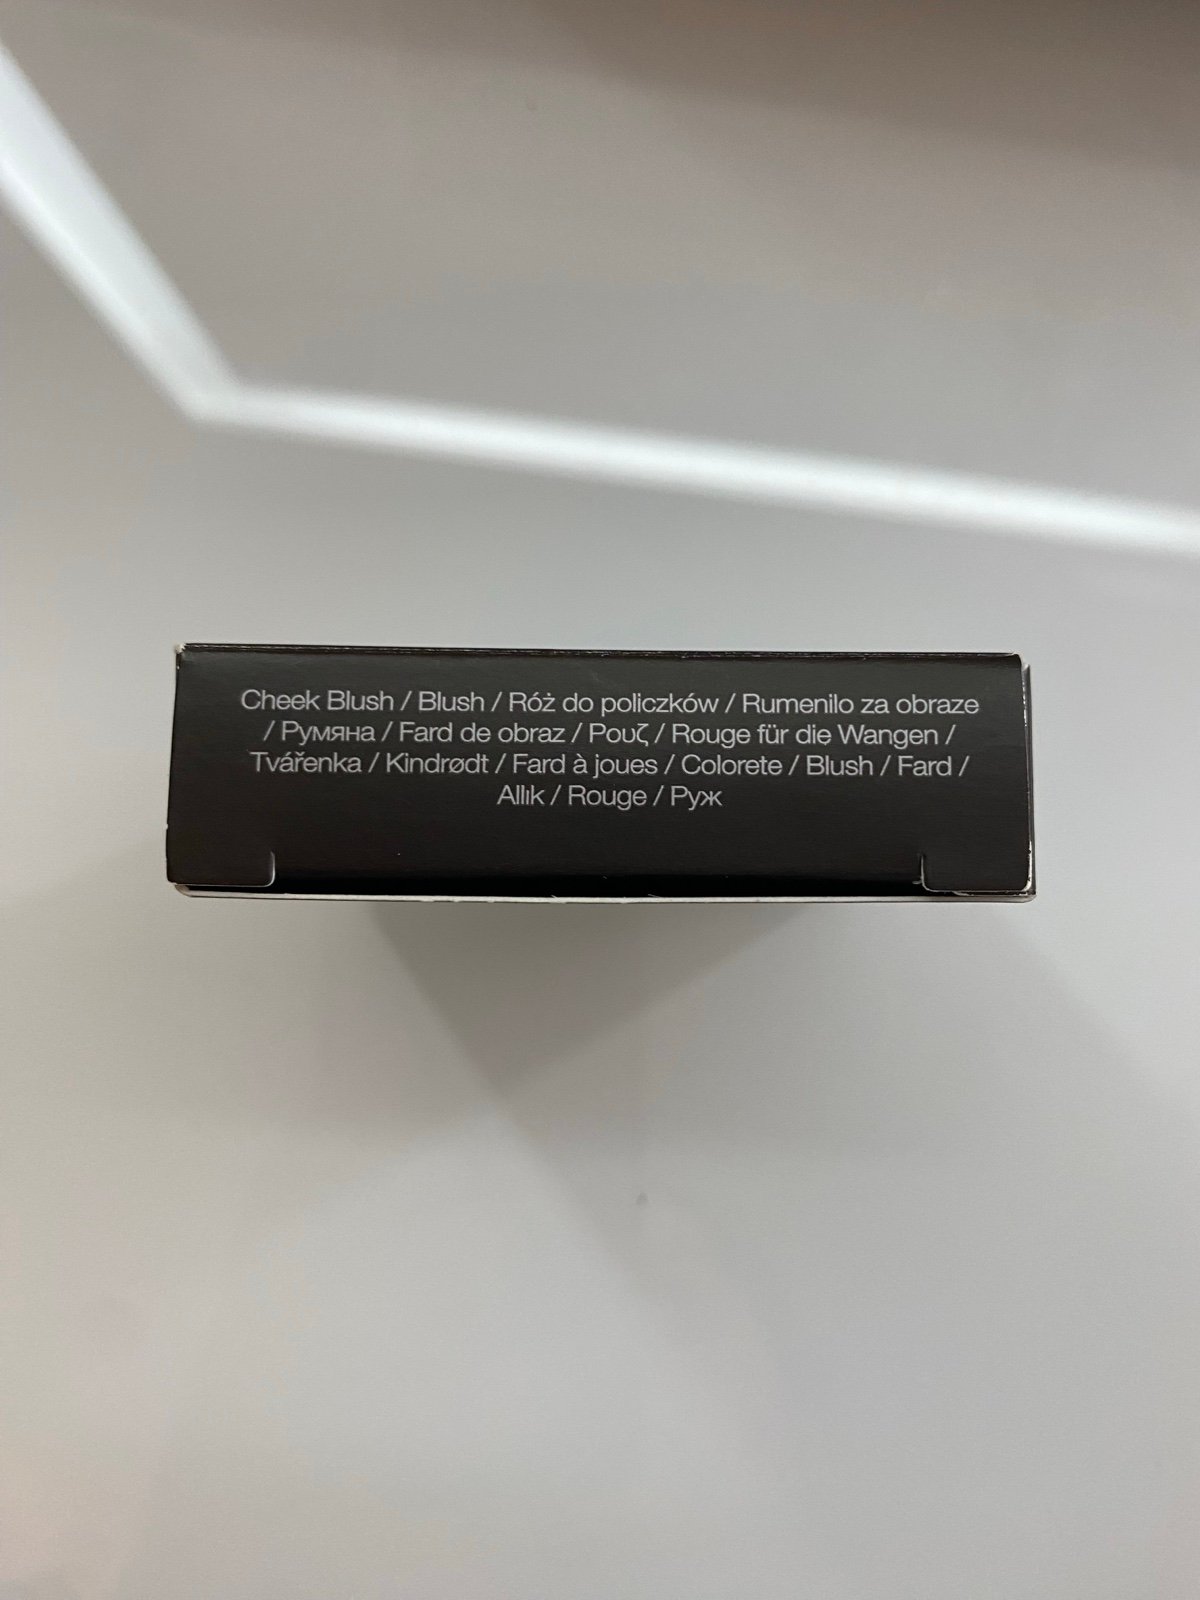 Cheek Blush / Blush / Róż do policzków / Rumenilo za obraze
/ Румяна / Fard de obraz / Ρουζ / Rouge für die Wangen /
Tvářenka / Kindrødt / Fard à joues / Colorete / Blush / Fard /
Allık / Rouge / Руж